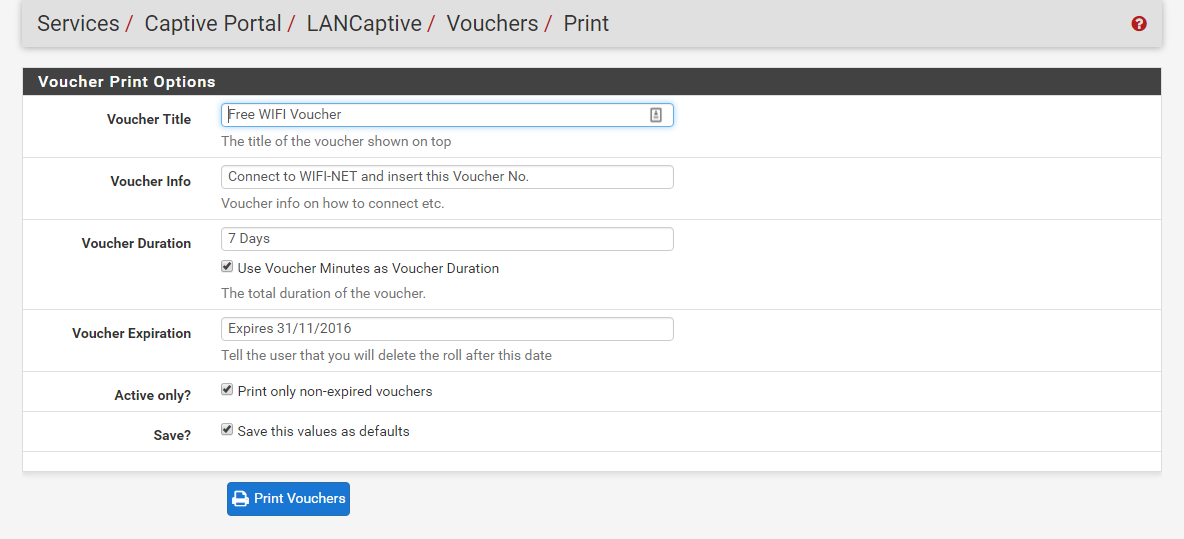 Services / Captive Portal / LANCaptive / Vouchers / Print
Voucher Print Options
Voucher Title
Free WIFI Voucher
The title of the voucher shown on top
Voucher Info
Connect to WIFI-NET and insert this Voucher No.
Voucher info on how to connect etc.
Voucher Duration
7 Days
Use Voucher Minutes as Voucher Duration
The total duration of the voucher.
Voucher Expiration
Expires 31/11/2016
Tell the user that you will delete the roll after this date
Active only?
Print only non-expired vouchers
Save?
Save this values as defaults
Print Vouchers